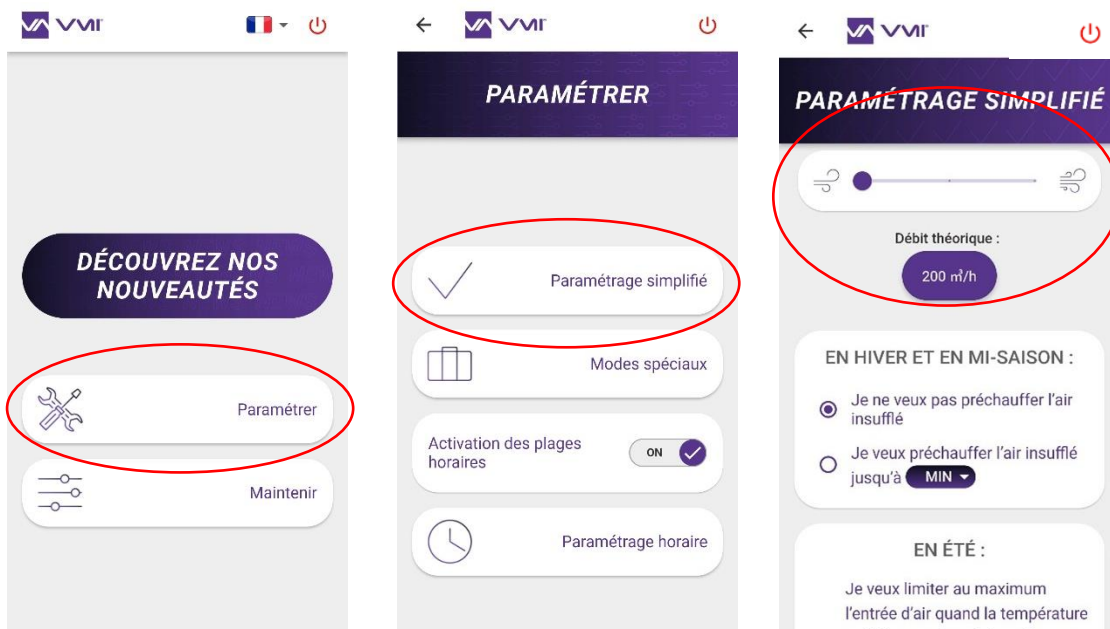 VMI
DÉCOUVREZ NOS
NOUVEAUTÉS
Paramétrer
Maintenir
VMI
PARAMÉTRER
Paramétrage simplifié
Modes spéciaux
Activation des plages
horaires
ON
Paramétrage horaire
VMI
PARAMÉTRAGE SIMPLIFIÉ
Débit théorique :
200 m³/h
EN HIVER ET EN MI-SAISON :
Je ne veux pas préchauffer l'air
insufflé
Je veux préchauffer l'air insufflé
jusqu'à MIN
EN ÉTÉ :
Je veux limiter au maximum
l'entrée d'air quand la température